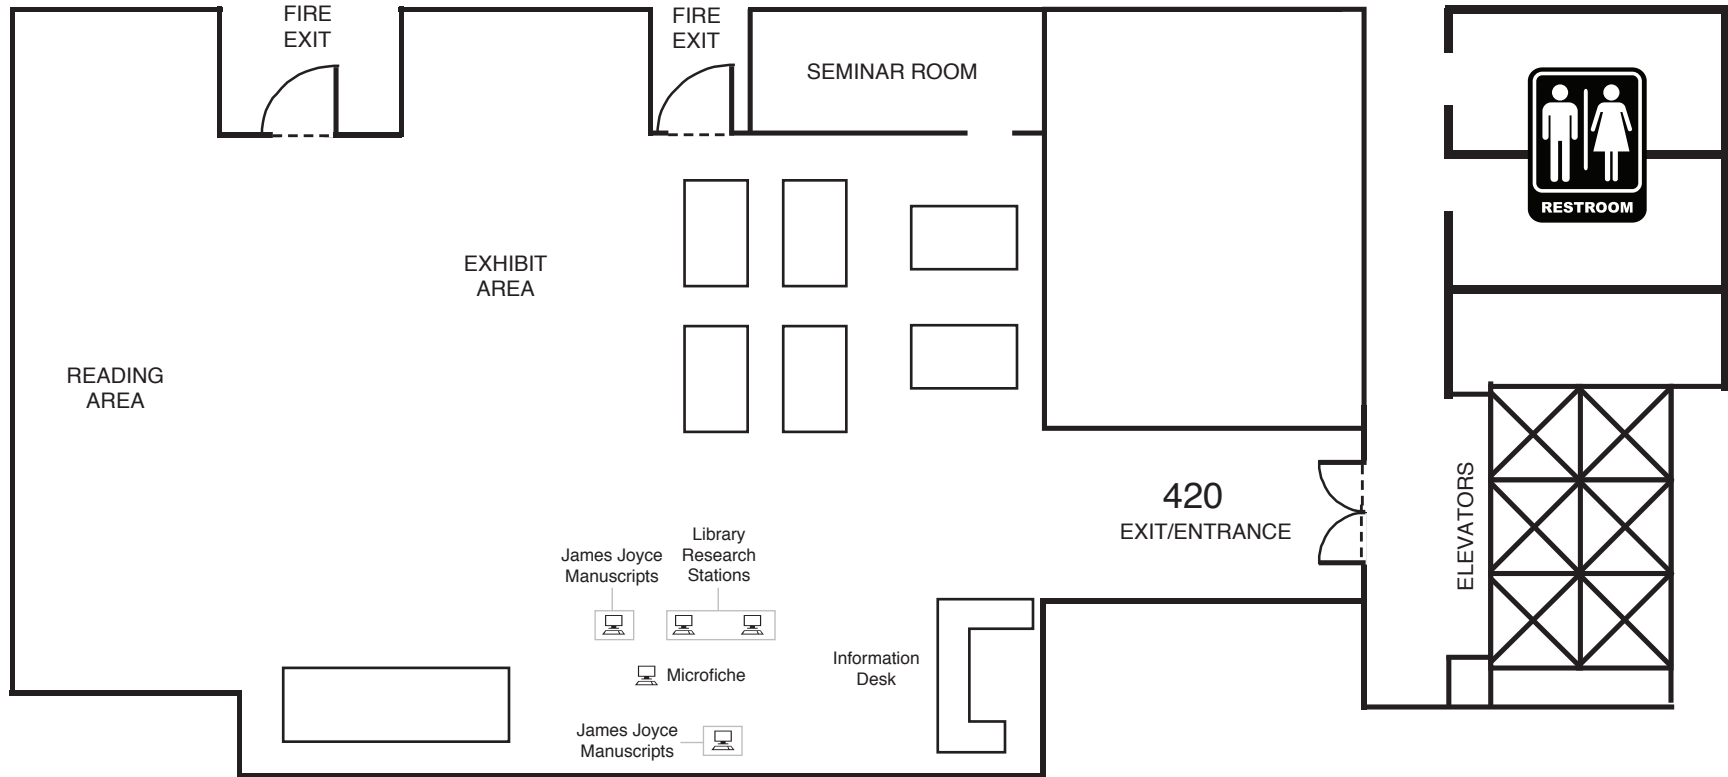 FIRE
EXIT
FIRE
EXIT
SEMINAR ROOM
RESTROOM
EXHIBIT
AREA
READING
AREA
420
EXIT/ENTRANCE
ELEVATORS
James Joyce
Manuscripts
Library
Research
Stations
Microfiche
Information
Desk
James Joyce
Manuscripts